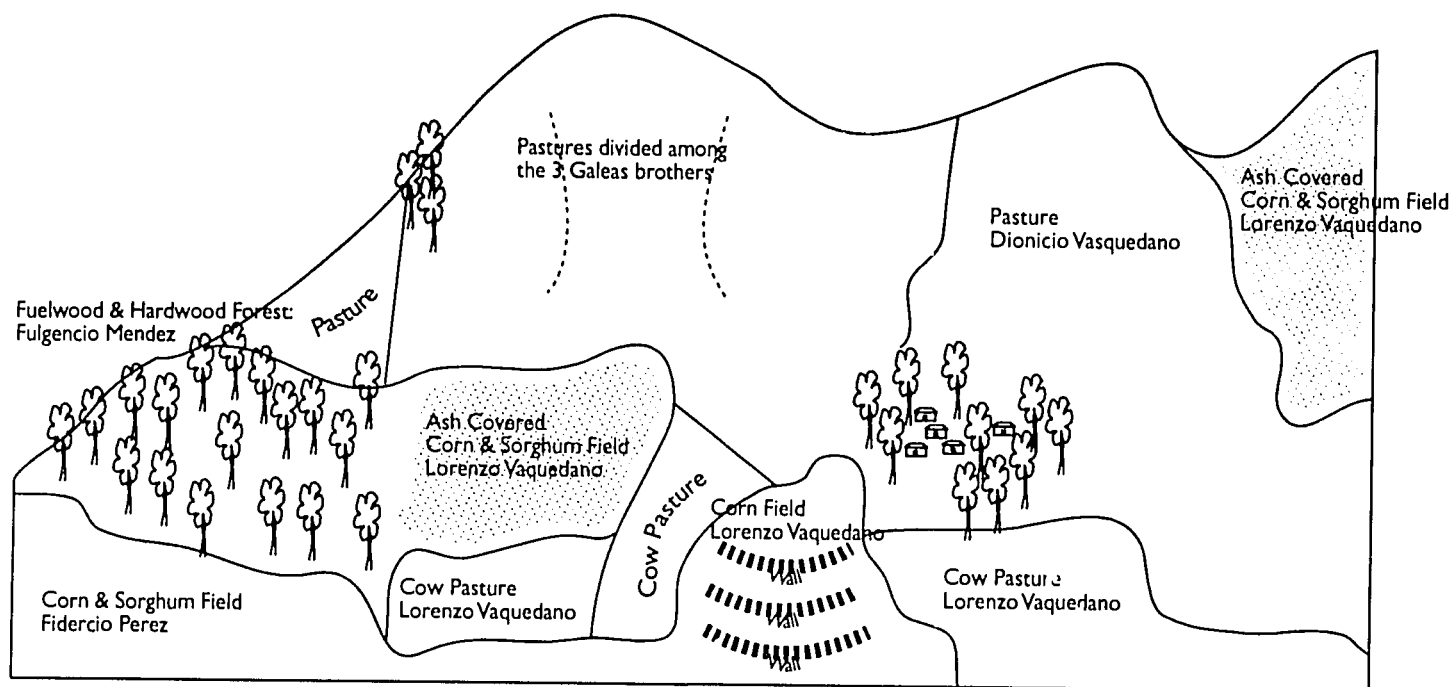 Pastures divided among
the 3 Galeas brothers
Ash Covered
Corn & Sorghum Field
Lorenzo Vaquedano
Pasture
Dionicio Vasquedano
Fuelwood & Hardwood Forest:
Fulgencio Mendez
Pasture
Ash Covered
Corn & Sorghum Field
Lorenzo Vaquedano
Cow Pasture
Corn Field
Lorenzo Vaquedano
Wall
Wall
Wall
Cow Pasture
Lorenzo Vaquedano
Cow Pasture
Lorenzo Vaquedano
Corn & Sorghum Field
Fidercio Perez